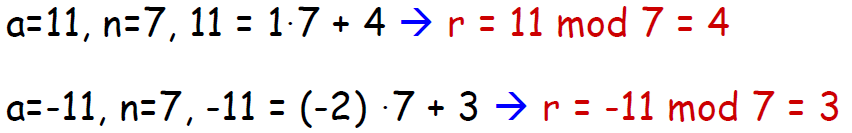 a=11, n=7, 11 = 1·7 + 4 → r = 11 mod 7 = 4
a=-11, n=7, -11 = (-2) ·7 + 3 → r = -11 mod 7 = 3